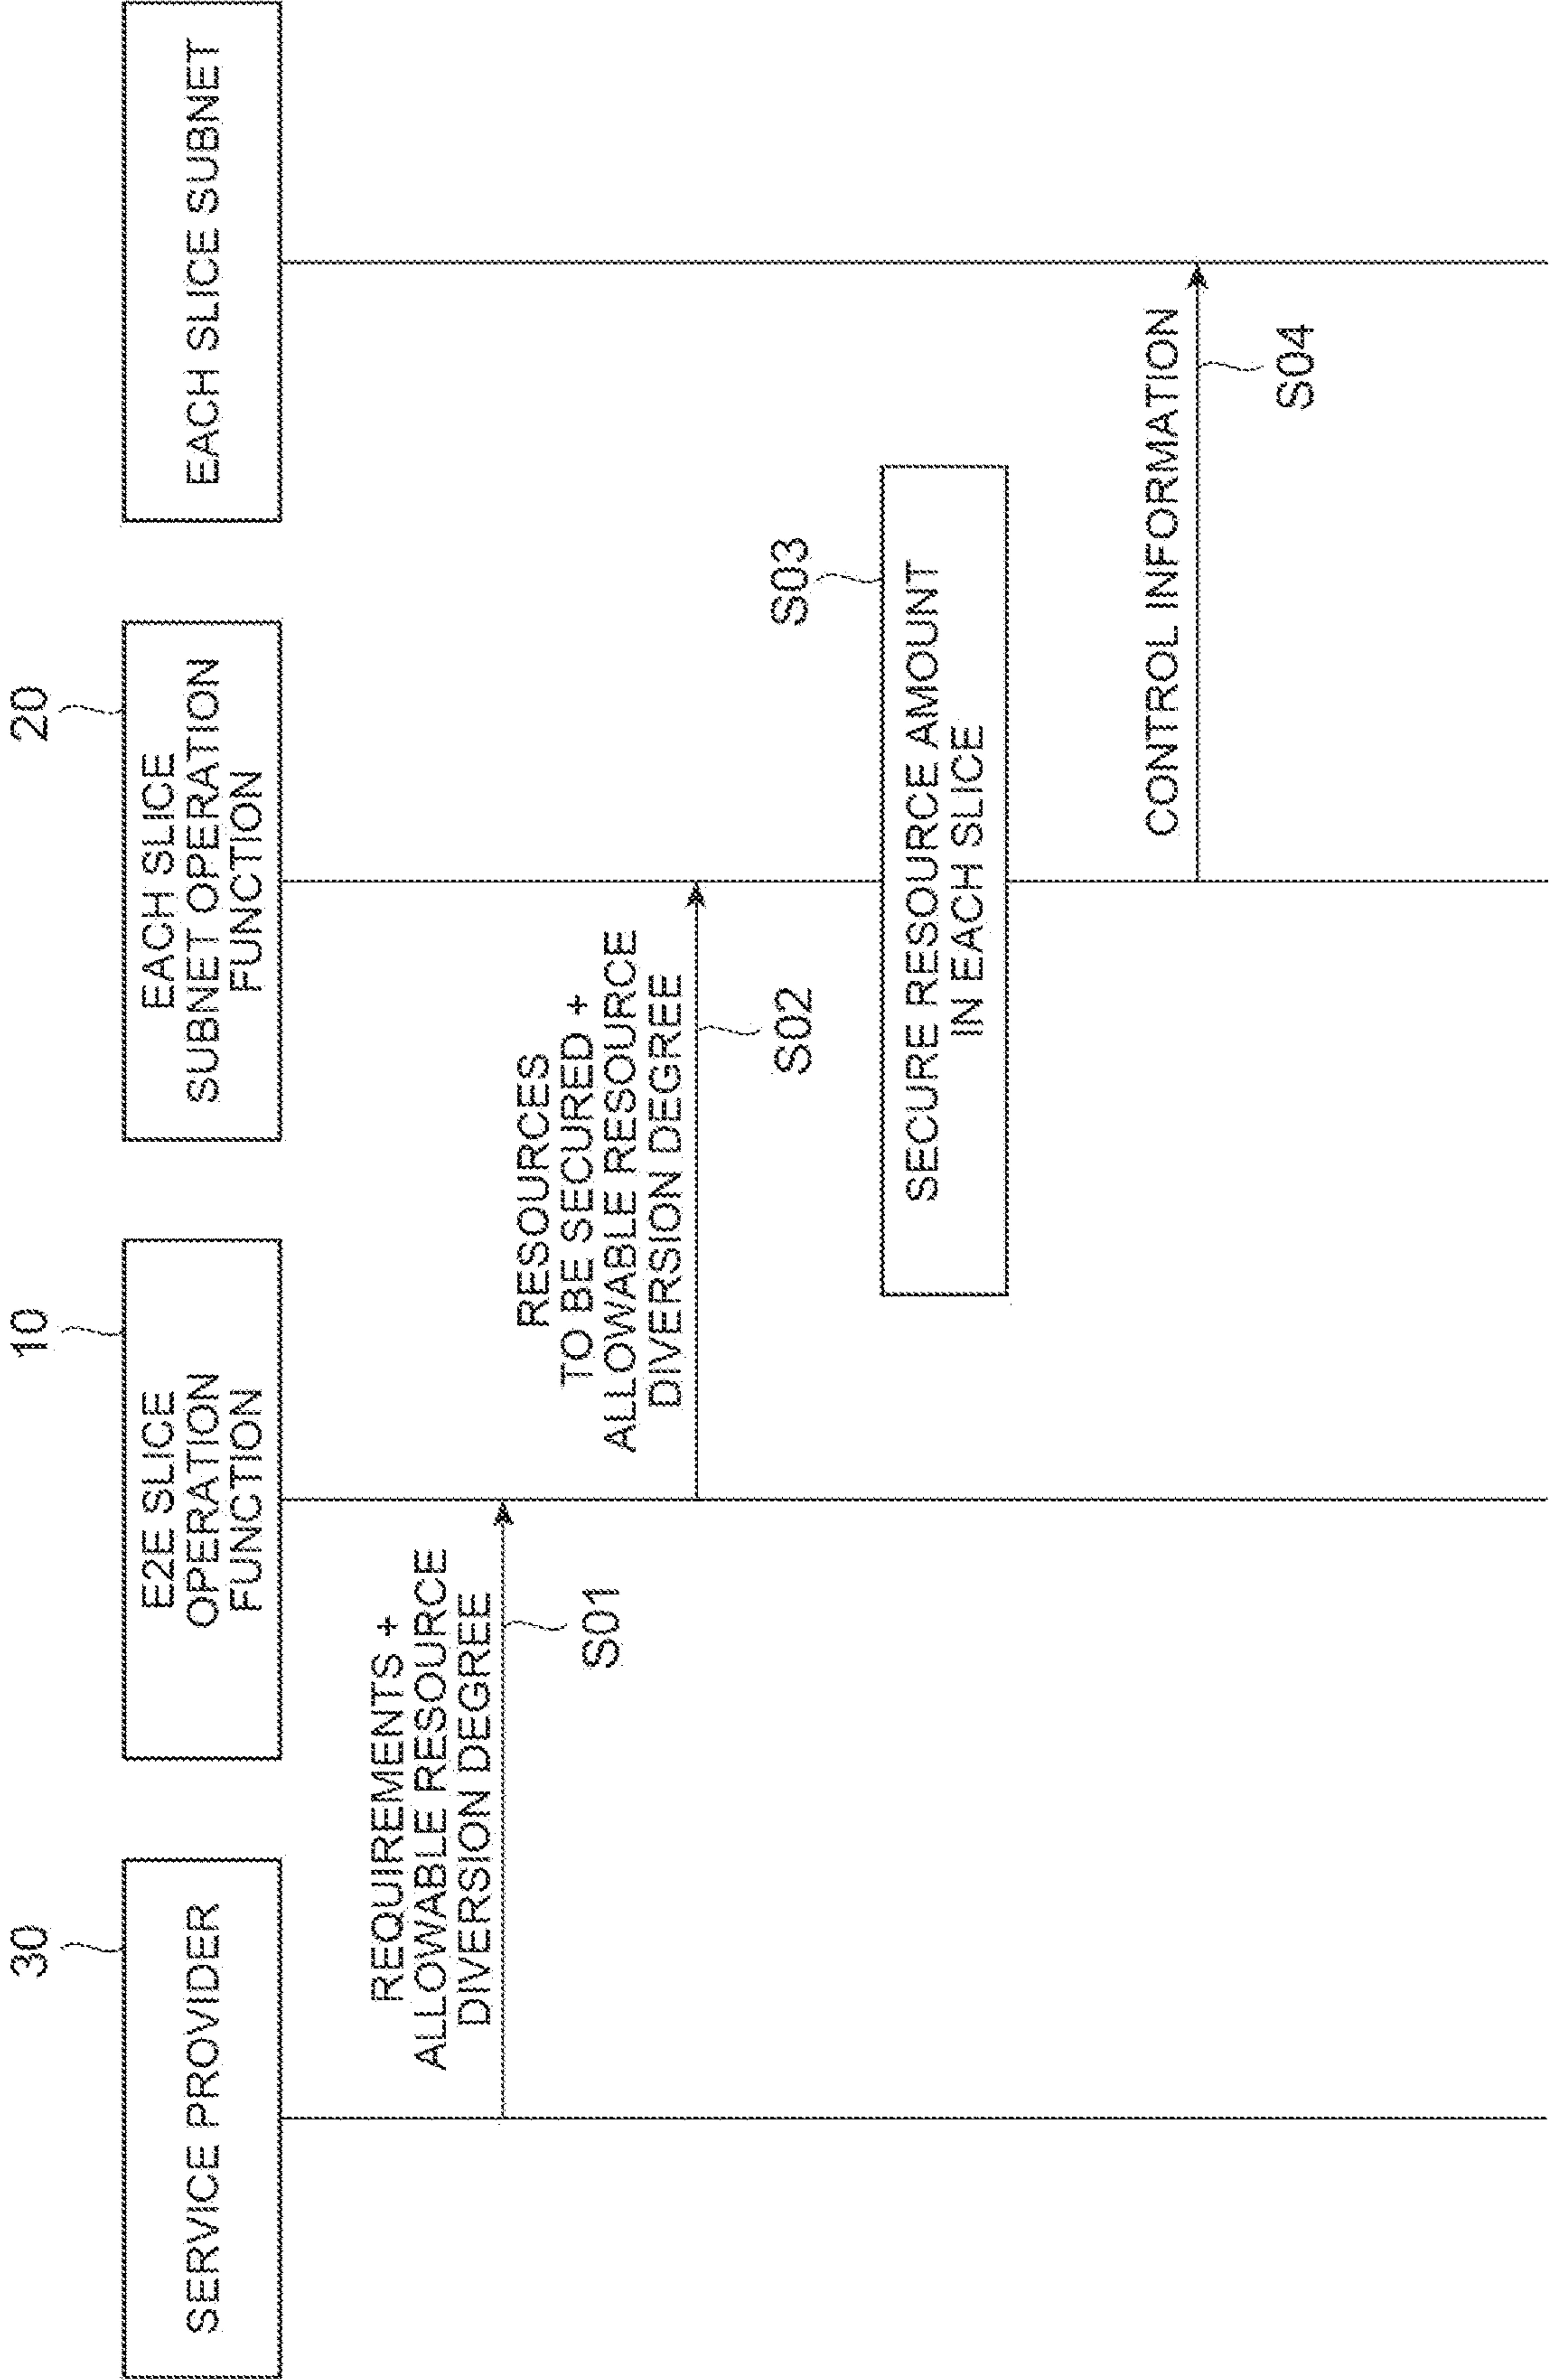 30
SERVICE PROVIDER
10
E2E SLICE
OPERATION
FUNCTION
20
EACH SLICE
SUBNET OPERATION
FUNCTION
EACH SLICE SUBNET
REQUIREMENTS +
ALLOWABLE RESOURCE
DIVERSION DEGREE
S01
RESOURCES
TO BE SECURED +
ALLOWABLE RESOURCE
DIVERSION DEGREE
S02
S03
SECURE RESOURCE AMOUNT
IN EACH SLICE
CONTROL INFORMATION
S04